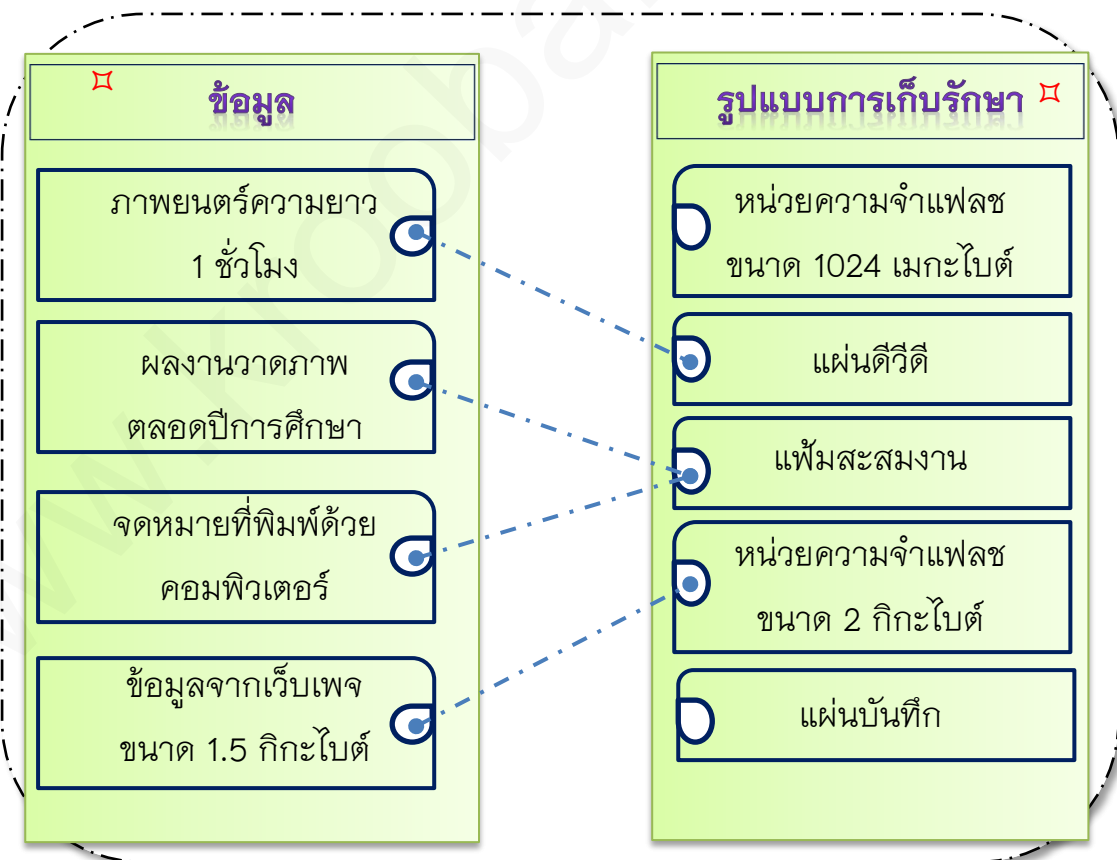 ข้อมูล
ภาพยนตร์ความยาว
1 ชั่วโมง
ผลงานวาดภาพ
ตลอดปีการศึกษา
จดหมายที่พิมพ์ด้วย
คอมพิวเตอร์
ข้อมูลจากเว็บเพจ
ขนาด 1.5 กิกะไบต์
รูปแบบการเก็บรักษา
หน่วยความจำแฟลช
ขนาด 1024 เมกะไบต์
แผ่นดีวีดี
แฟ้มสะสมงาน
หน่วยความจำแฟลช
ขนาด 2 กิกะไบต์
แผ่นบันทึก